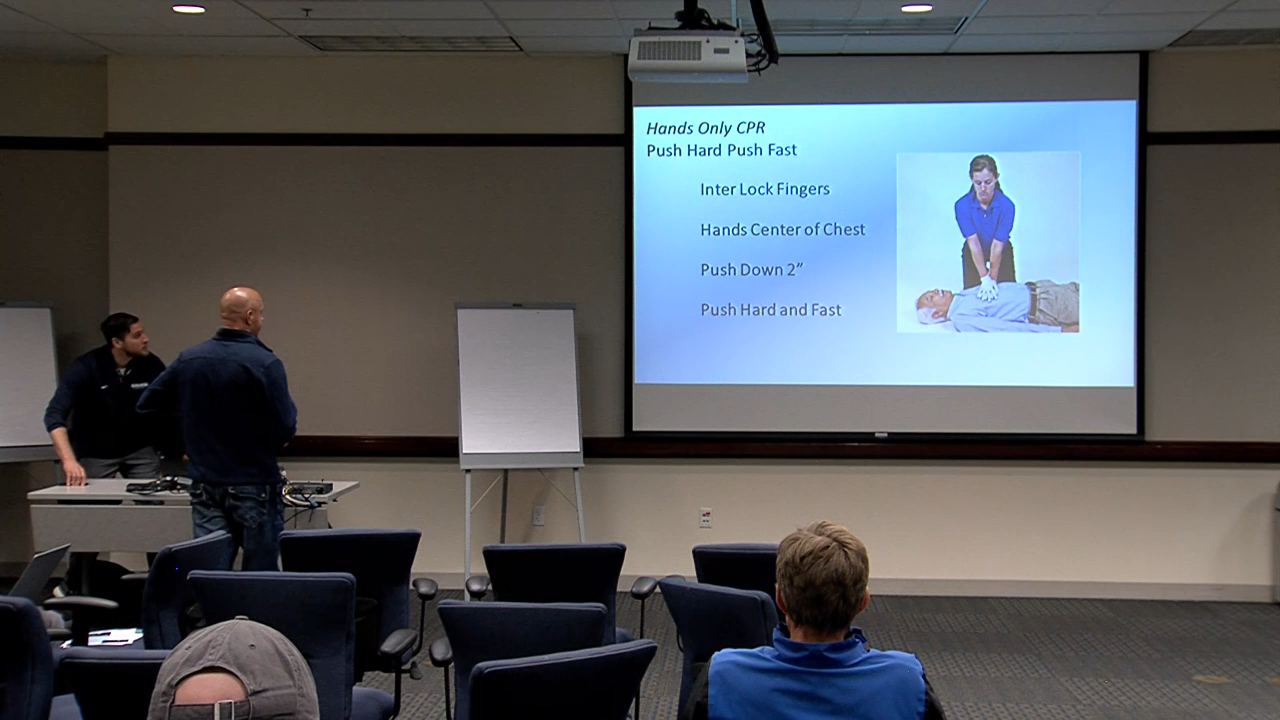 Hands Only CPR
Push Hard Push Fast
Inter Lock Fingers
Hands Center of Chest
Push Down 2”
Push Hard and Fast